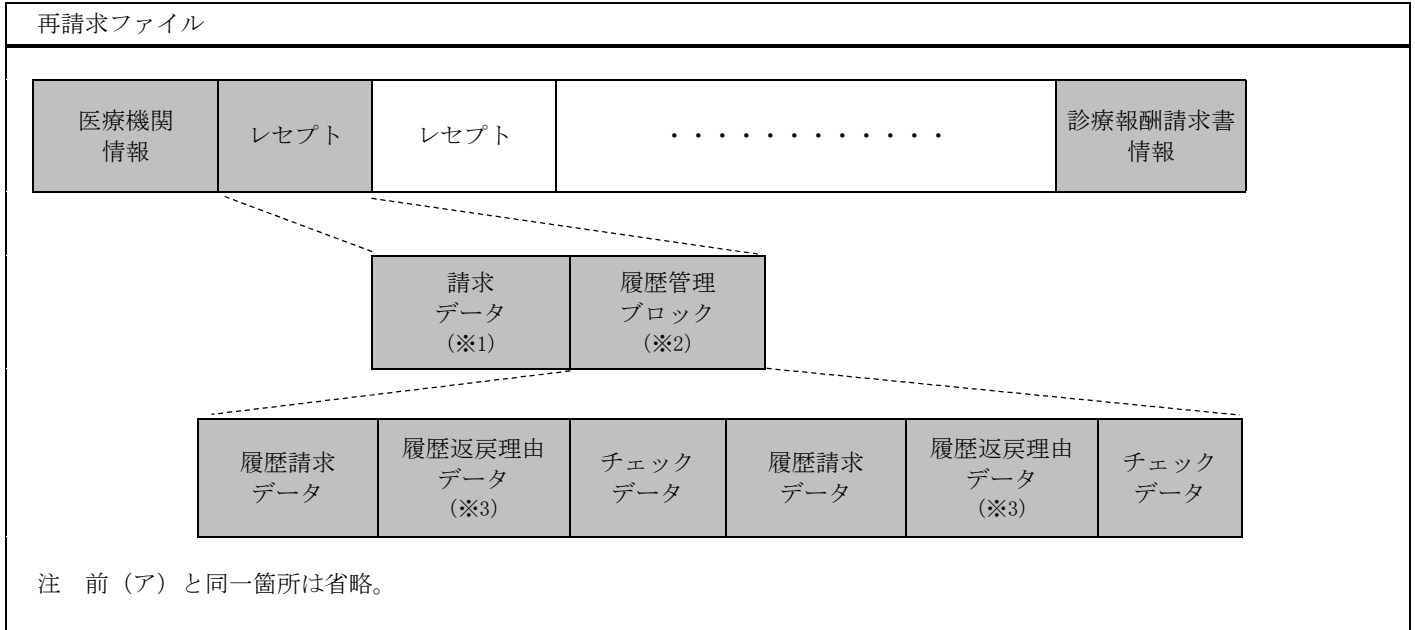 再請求ファイル
医療機関
情報
レセプト
レセプト
・・・・・・・・・・・・
診療報酬請求書
情報
請求
データ
(※1)
履歴管理
ブロック
(※2)
履歴請求
データ
履歴返戻理由
データ
(※3)
チェック
データ
履歴請求
データ
履歴返戻理由
データ
(※3)
チェック
データ
注　前（ア）と同一箇所は省略。